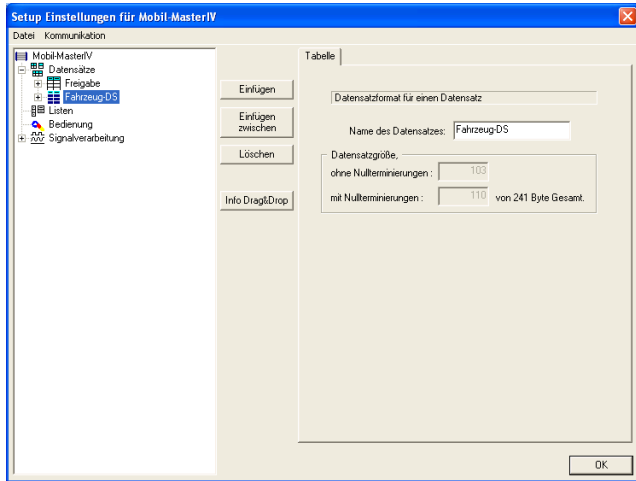 Setup Einstellungen für Mobil-MasterIV
Datei Kommunikation
Mobil-MasterIV
Datensätze
Freigabe
Fahrzeug-DS
Listen
Bedienung
Signalverarbeitung
Einfügen
Einfügen
zwischen
Löschen
Info Drag&Drop
Tabelle
Datensatzformat für einen Datensatz
Name des Datensatzes: Fahrzeug-DS
Datensatzgröße,
ohne Nullterminierungen : 103
mit Nullterminierungen : 110 von 241 Byte Gesamt.
OK